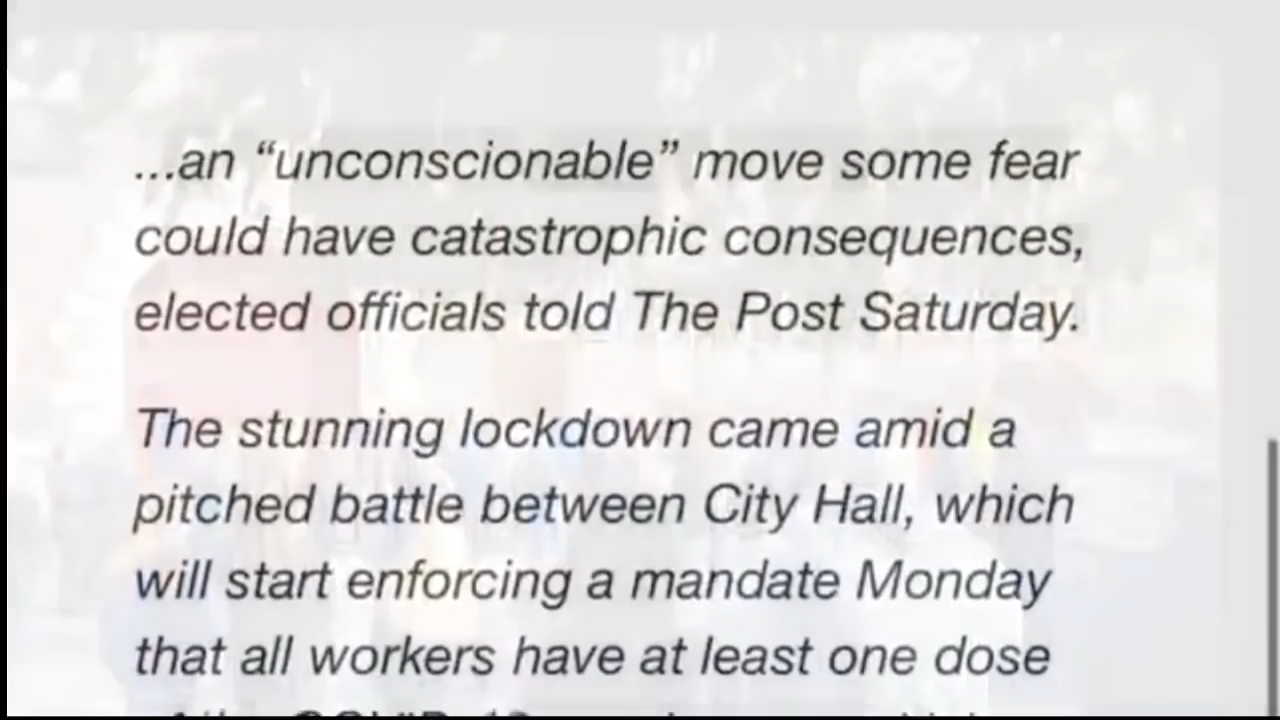 ...an “unconscionable” move some fear
could have catastrophic consequences,
elected officials told The Post Saturday.
The stunning lockdown came amid a
pitched battle between City Hall, which
will start enforcing a mandate Monday
that all workers have at least one dose